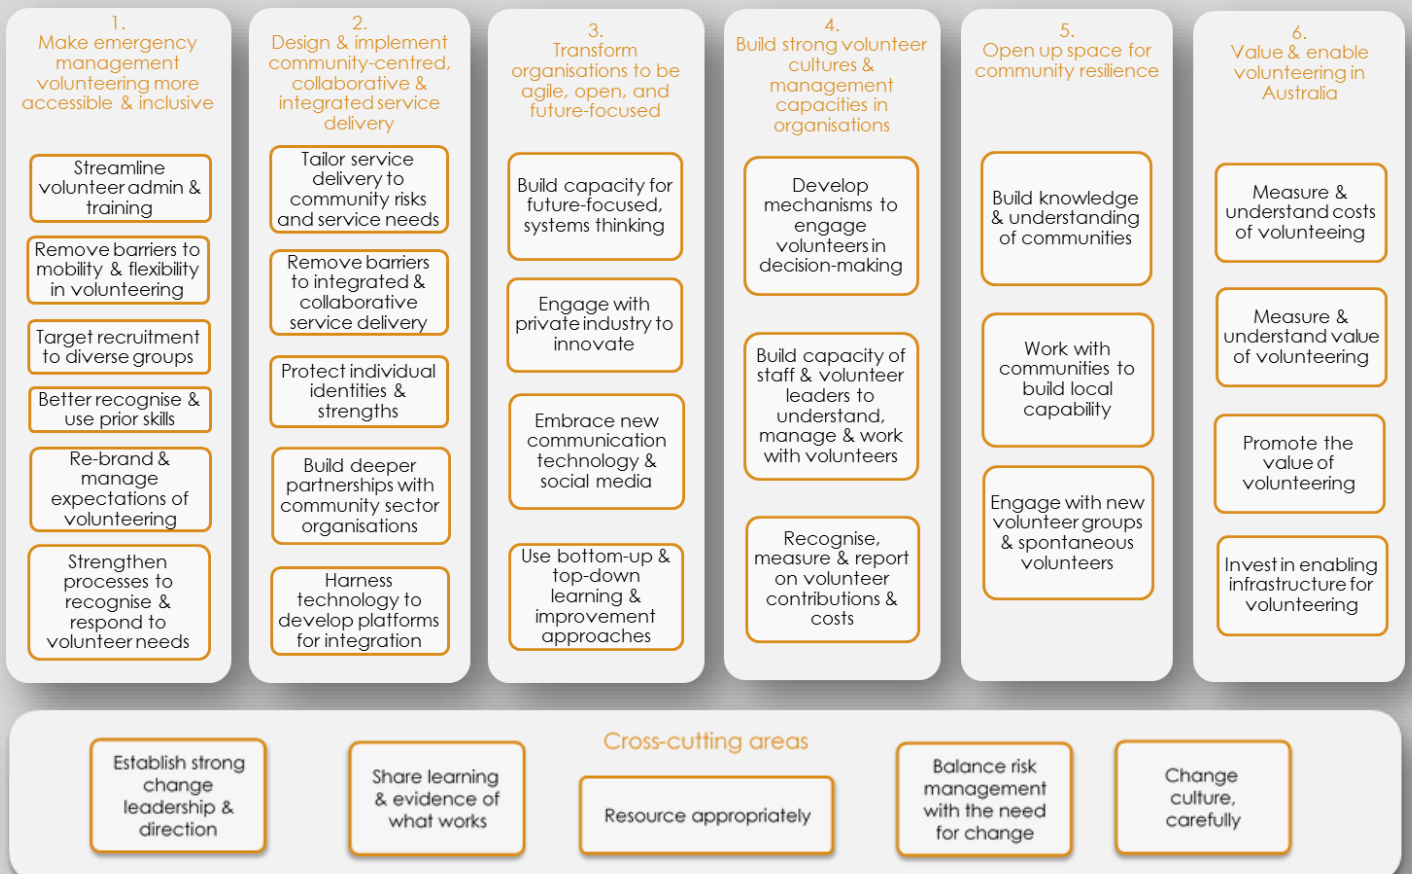 1.
Make emergency
management
volunteering more
accessible & inclusive
Streamline
volunteer admin &
training
Remove barriers to
mobility & flexibility
in volunteering
Target recruitment
to diverse groups
Better recognise &
use prior skills
Re-brand &
manage
expectations of
volunteering
Strengthen
processes to
recognise &
respond to
volunteer needs
2.
Design & implement
community-centred,
collaborative &
integrated service
delivery
Tailor service
delivery to
community risks
and service needs
Remove barriers
to integrated &
collaborative
service delivery
Protect individual
identities &
strengths
Build deeper
partnerships with
community sector
organisations
Harness
technology to
develop platforms
for integration
3.
Transform
organisations to be
agile, open, and
future-focused
Build capacity for
future-focused,
systems thinking
Engage with
private industry to
innovate
Embrace new
communication
technology &
social media
Use bottom-up &
top-down
learning &
improvement
approaches
4.
Build strong volunteer
cultures &
management
capacities in
organisations
Develop
mechanisms to
engage
volunteers in
decision-making
Build capacity of
staff & volunteer
leaders to
understand,
manage & work
with volunteers
Recognise,
measure & report
on volunteer
contributions &
costs
5.
Open up space for
community resilience
Build knowledge
& understanding
of communities
Work with
communities to
build local
capability
Engage with new
volunteer groups
& spontaneous
volunteers
6.
Value & enable
volunteering in
Australia
Measure &
understand costs
of volunteeing
Measure &
understand value
of volunteering
Promote the
value of
volunteering
Invest in enabling
infrastructure for
volunteering
Cross-cutting areas
Establish strong
change
leadership &
direction
Share learning
& evidence of
what works
Resource appropriately
Balance risk
management
with the need
for change
Change
culture,
carefully